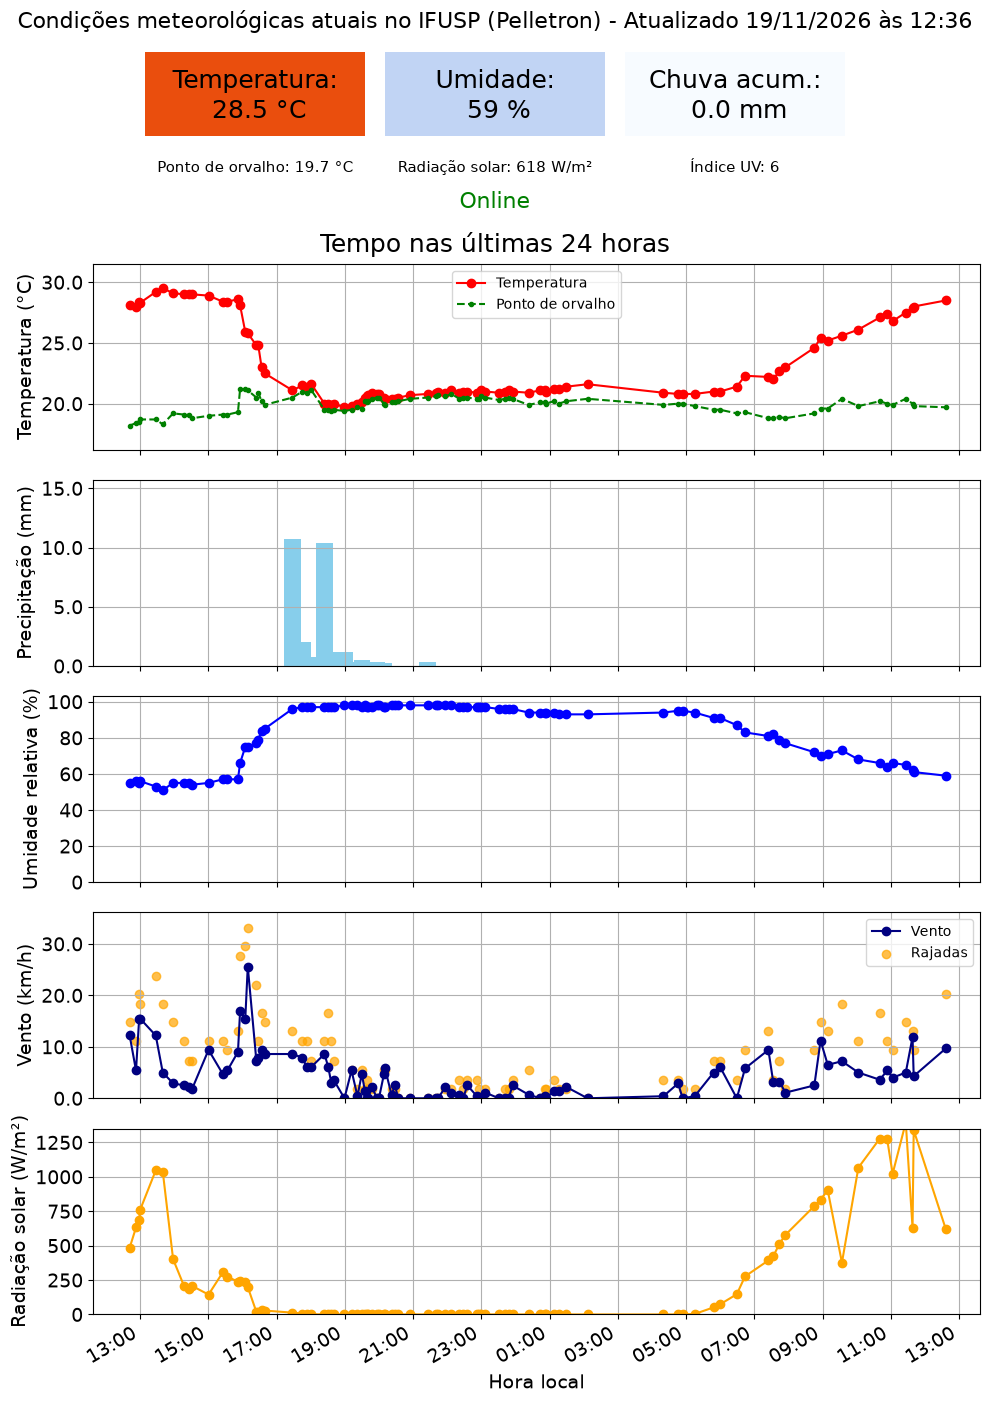 Condições meteorológicas atuais no IFUSP (Pelletron) - Atualizado 19/11/2026 às 12:36
Temperatura:
28.5 °C
Umidade:
59 %
Chuva acum.:
0.0 mm
Ponto de orvalho: 19.7 °C
Radiação solar: 618 W/m²
Índice UV: 6
Online
Tempo nas últimas 24 horas
Temperatura (°C)
30.0
25.0
20.0
Temperatura
Ponto de orvalho
Precipitação (mm)
15.0
10.0
5.0
0.0
Umidade relativa (%)
100
80
60
40
20
0
Vento (km/h)
30.0
20.0
10.0
0.0
Vento
Rajadas
Radiação solar (W/m²)
1250
1000
750
500
250
0
13:00
15:00
17:00
19:00
21:00
23:00
01:00
03:00
05:00
07:00
09:00
11:00
13:00
Hora local